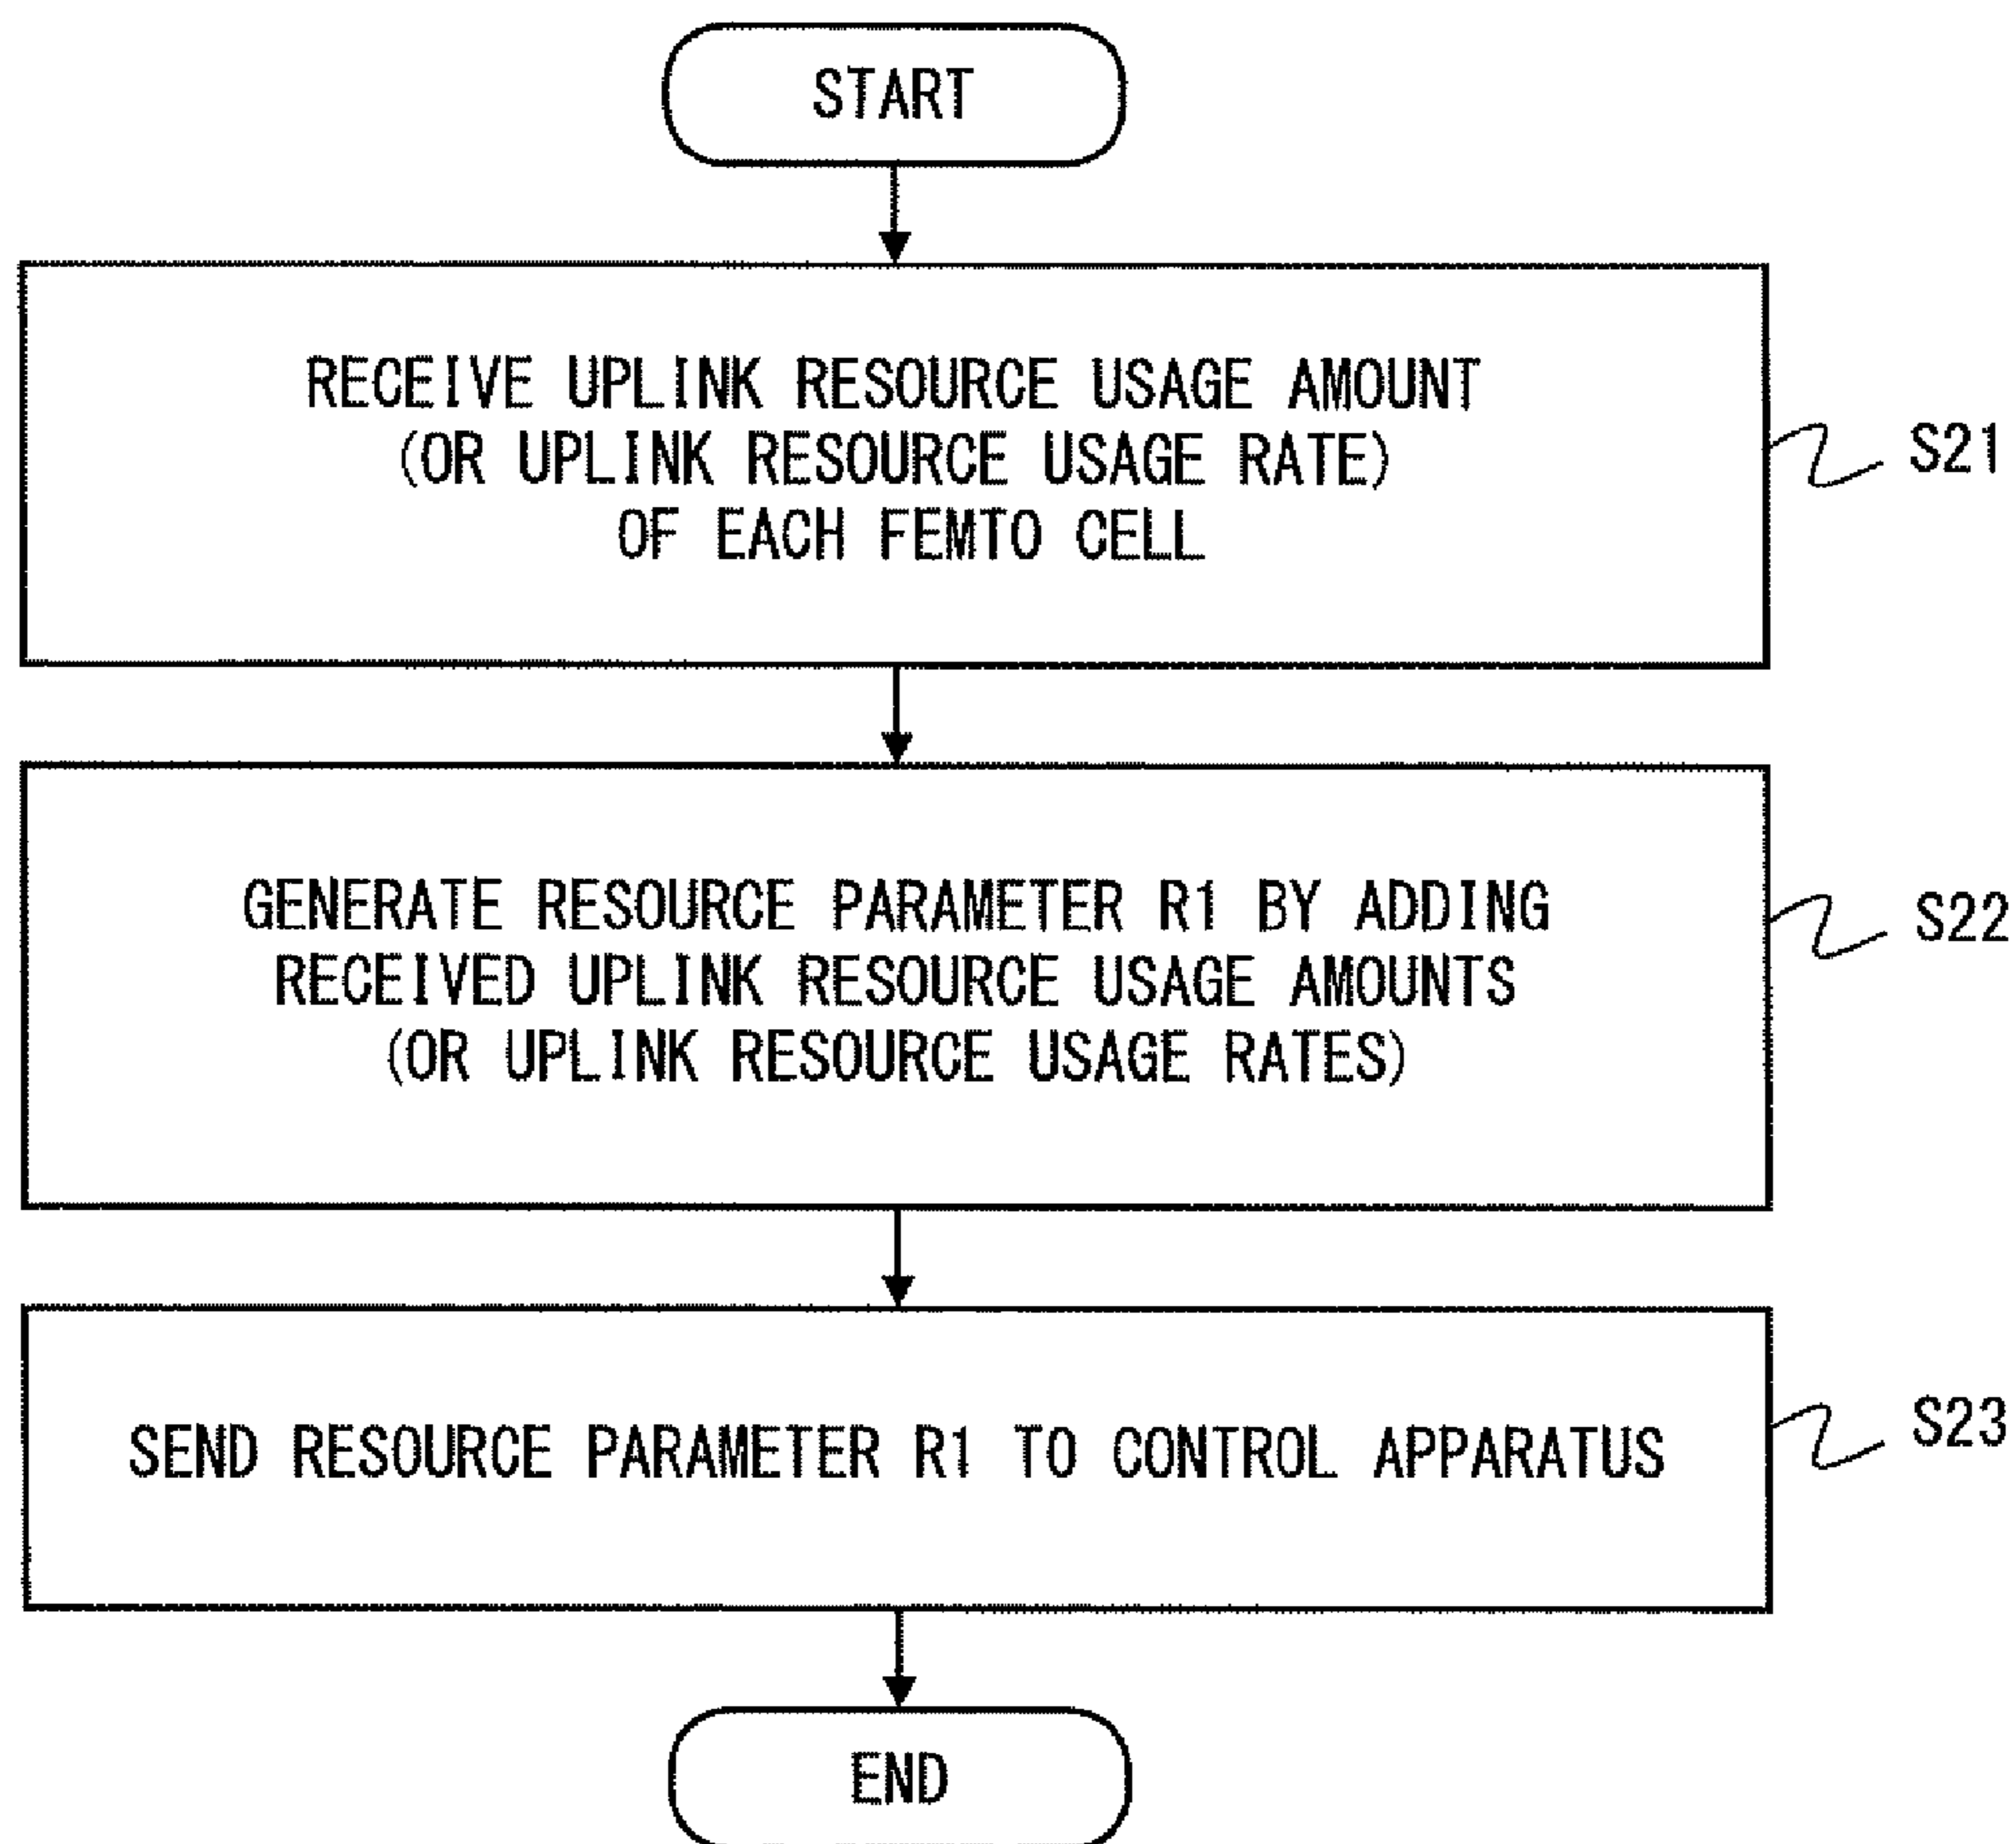 START
RECEIVE UPLINK RESOURCE USAGE AMOUNT
(OR UPLINK RESOURCE USAGE RATE)
OF EACH FEMTO CELL
S21
GENERATE RESOURCE PARAMETER R1 BY ADDING
RECEIVED UPLINK RESOURCE USAGE AMOUNTS
(OR UPLINK RESOURCE USAGE RATES)
S22
SEND RESOURCE PARAMETER R1 TO CONTROL APPARATUS
S23
END